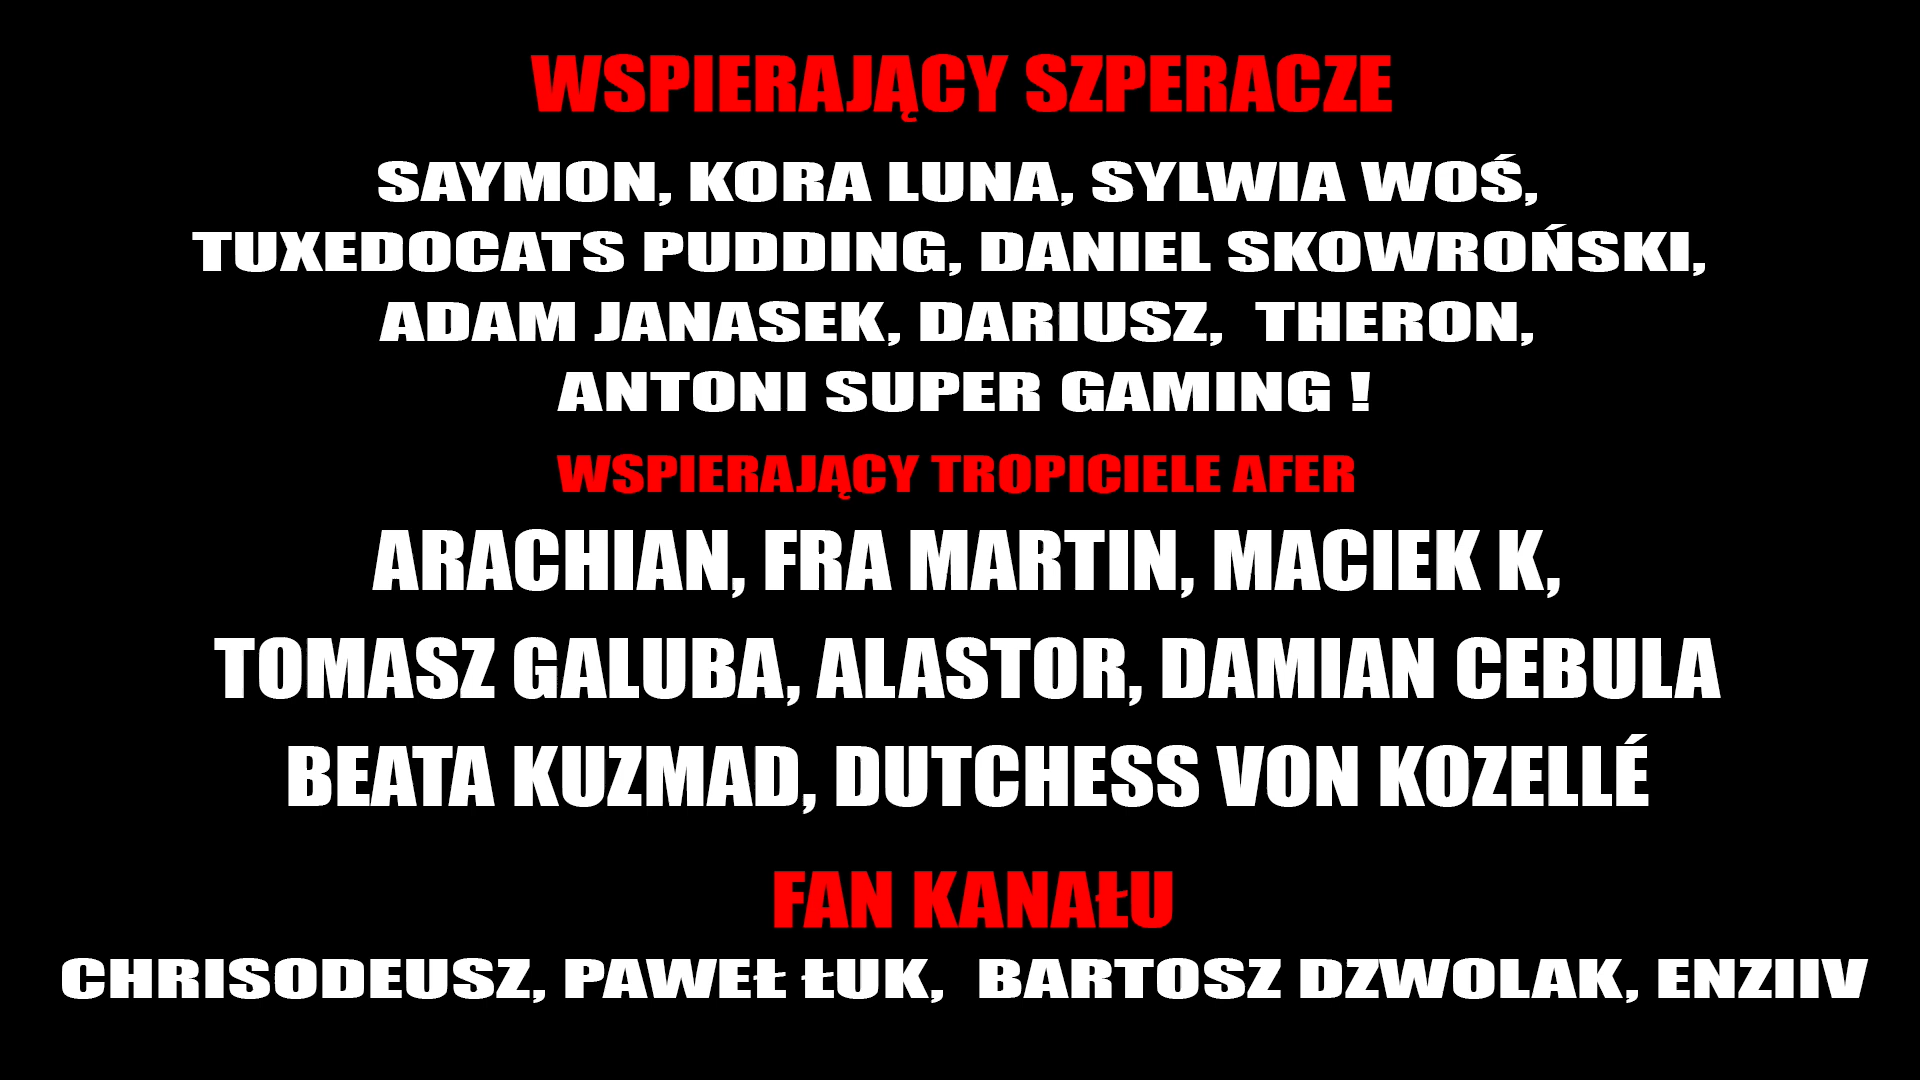 WSPIERAJĄCY SZPERACZE
SAYMON, KORA LUNA, SYLWIA WOŚ,
TUXEDOCATS PUDDING, DANIEL SKOWROŃSKI,
ADAM JANASEK, DARIUSZ,  THERON,
ANTONI SUPER GAMING !
WSPIERAJĄCY TROPICIELE AFER
ARACHIAN, FRA MARTIN, MACIEK K,
TOMASZ GALUBA, ALASTOR, DAMIAN CEBULA
BEATA KUZMAD, DUTCHESS VON KOZELLÉ
FAN KANAŁU
CHRISODEUSZ, PAWEŁ ŁUK,  BARTOSZ DZWOLAK, ENZIIV